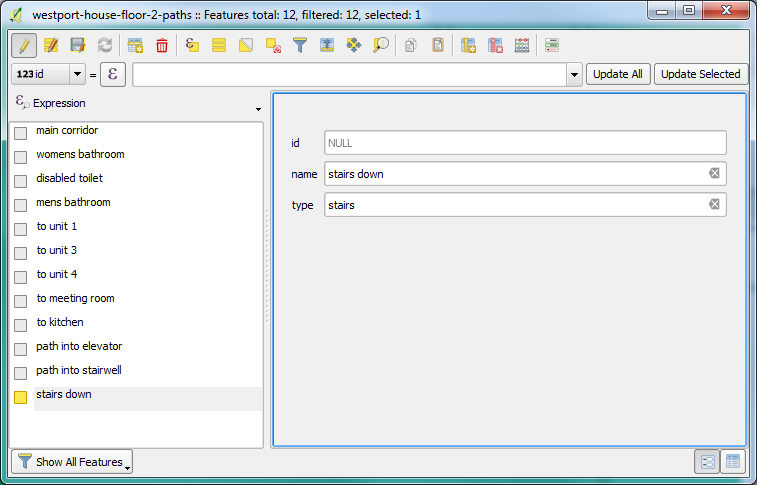 westport-house-floor-2-paths :: Features total: 12, filtered: 12, selected: 1
123 id = ε Update All Update Selected
Expression
main corridor
womens bathroom
disabled toilet
mens bathroom
to unit 1
to unit 3
to unit 4
to meeting room
to kitchen
path into elevator
path into stairwell
stairs down
id NULL
name stairs down
type stairs
Show All Features